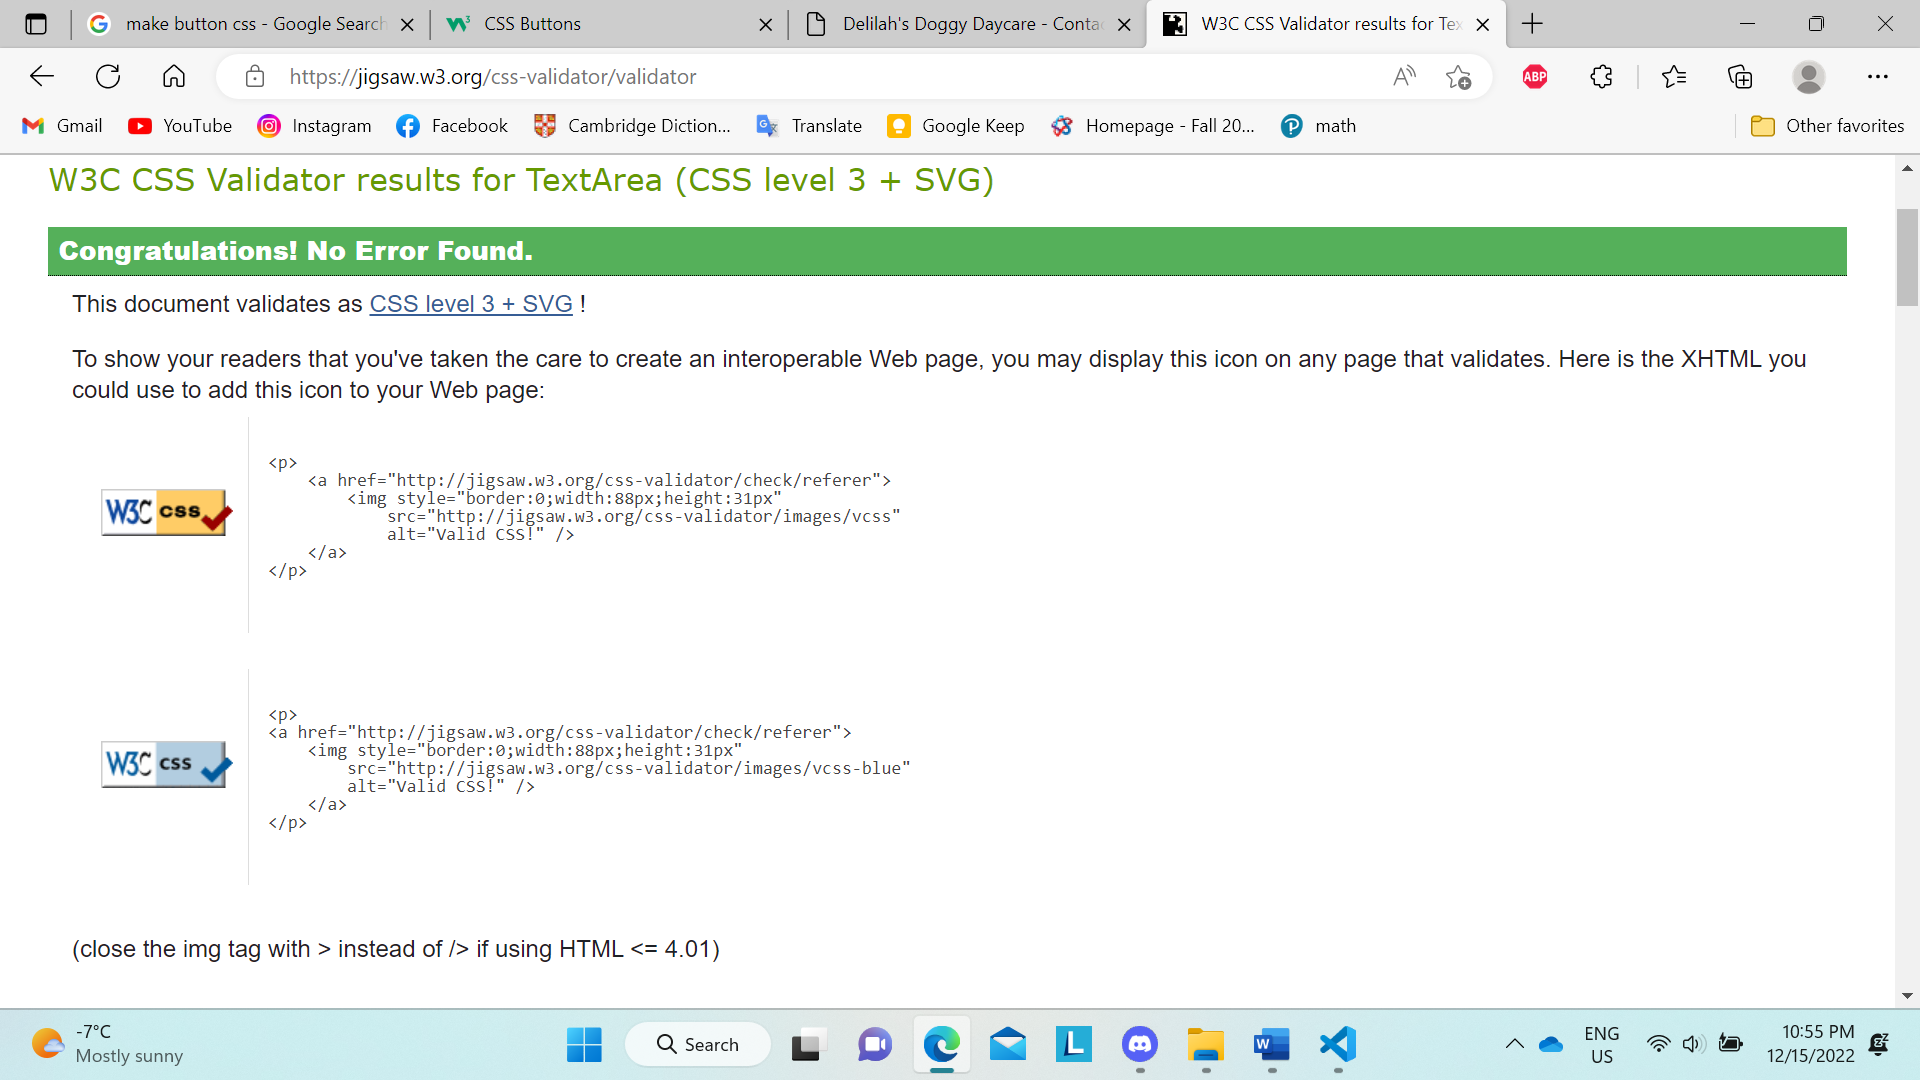 make button css - Google Search
CSS Buttons
Delilah's Doggy Daycare - Conta
W3C CSS Validator results for Tex
https://jigsaw.w3.org/css-validator/validator
A
ABP
Gmail
YouTube
Instagram
Facebook
Cambridge Diction...
Translate
Google Keep
Homepage - Fall 20...
math
Other favorites
W3C CSS Validator results for TextArea (CSS level 3 + SVG)
Congratulations! No Error Found.
This document validates as CSS level 3 + SVG !
To show your readers that you've taken the care to create an interoperable Web page, you may display this icon on any page that validates. Here is the XHTML you
could use to add this icon to your Web page:
W3C css
<p>
<a href="http://jigsaw.w3.org/css-validator/check/referer">
<img style="border:0;width:88px;height:31px"
src="http://jigsaw.w3.org/css-validator/images/vcss"
alt="Valid CSS!" />
</a>
</p>
W3C css
<p>
<a href="http://jigsaw.w3.org/css-validator/check/referer">
<img style="border:0;width:88px;height:31px"
src="http://jigsaw.w3.org/css-validator/images/vcss-blue"
alt="Valid CSS!" />
</a>
</p>
(close the img tag with > instead of /> if using HTML <= 4.01)
-7°C
Mostly sunny
Search
L
W
ENG
US
10:55 PM
12/15/2022